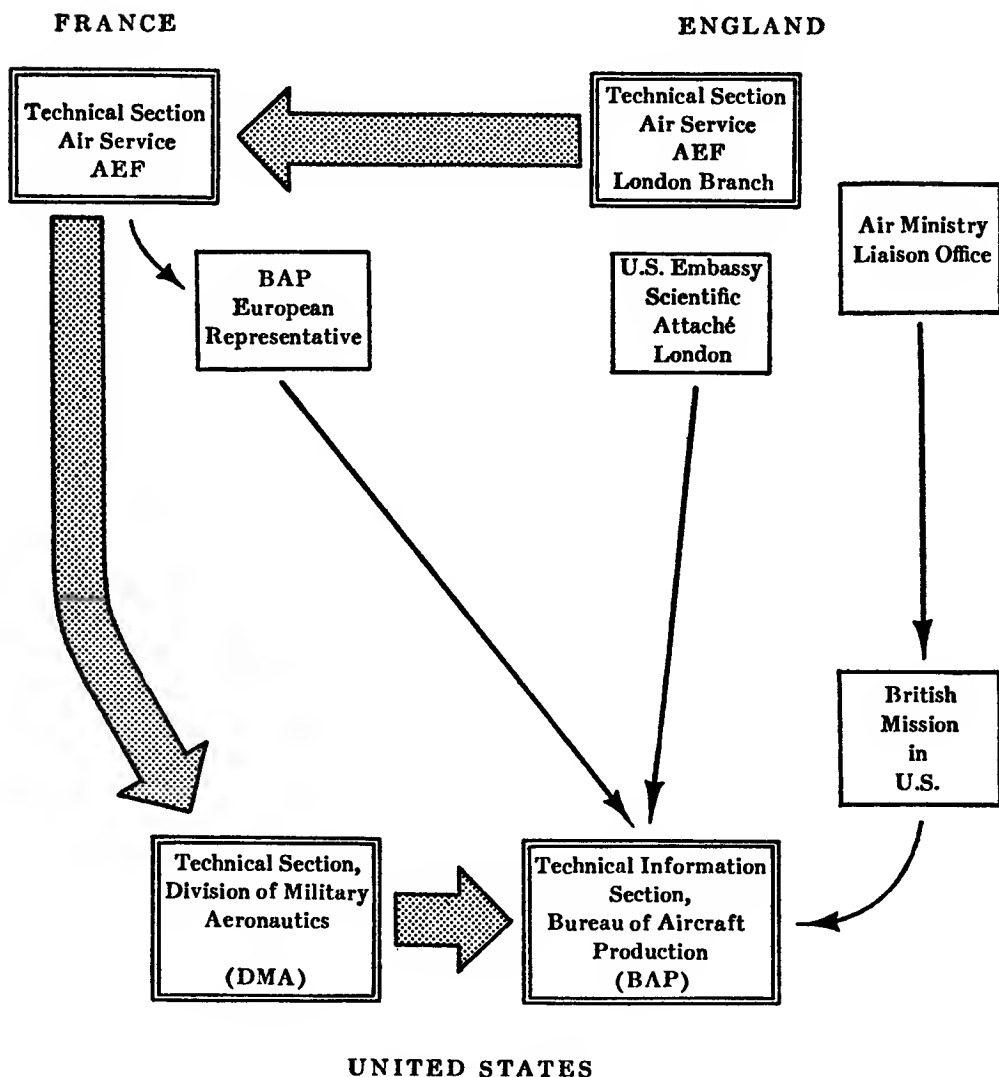 FRANCE
ENGLAND
Technical Section
Air Service
AEF
Technical Section
Air Service
AEF
London Branch
Air Ministry
Liaison Office
BAP
European
Representative
U.S. Embassy
Scientific
Attaché
London
British
Mission
in
U.S.
Technical Section,
Division of Military
Aeronautics
(DMA)
Technical Information
Section,
Bureau of Aircraft
Production
(BAP)
UNITED STATES